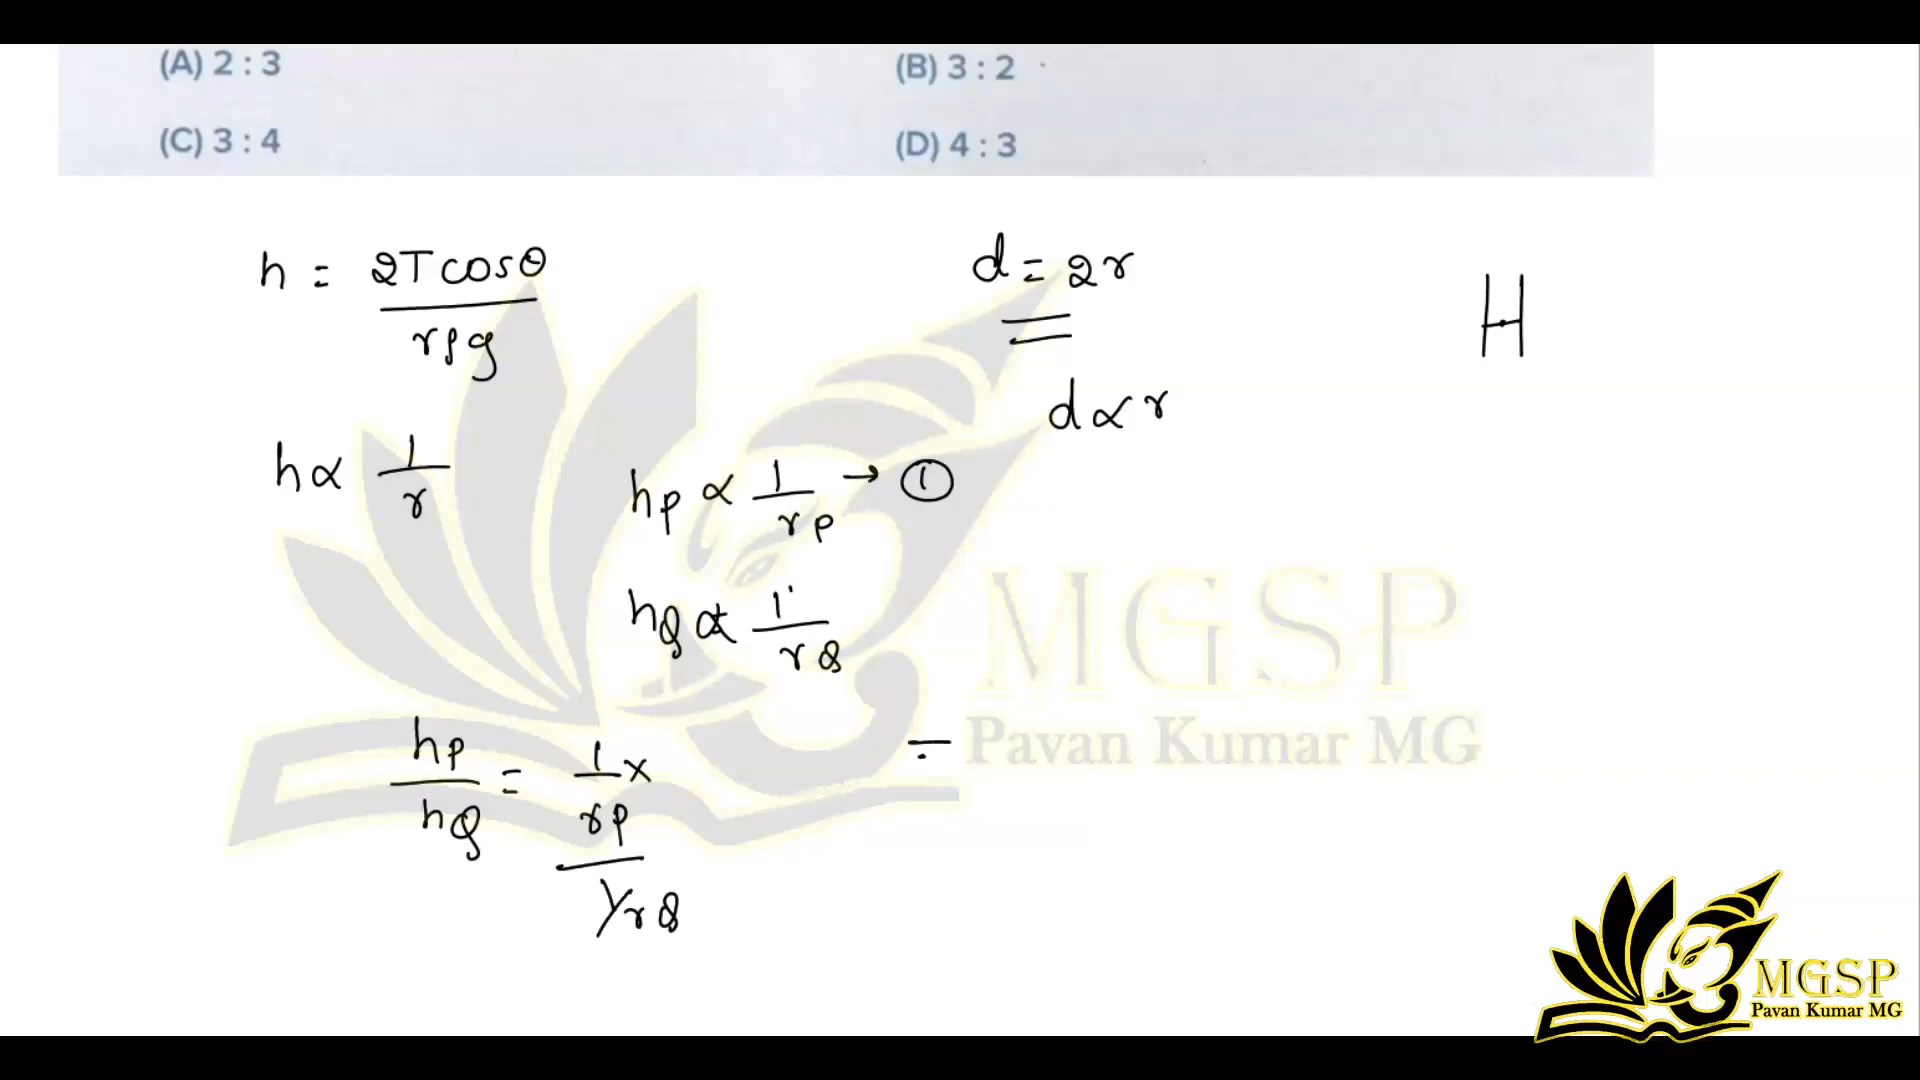 (A) 2 : 3
(B) 3 : 2
(C) 3 : 4
(D) 4 : 3
h = 2T cosθ / rρg
d = 2r
H
d ∝ r
h ∝ 1/r
hP ∝ 1/rP → ①
hQ ∝ 1/rQ
hP/hQ = 1/rP × / 1/rQ
MGSP
Pavan Kumar MG
MGSP
Pavan Kumar MG